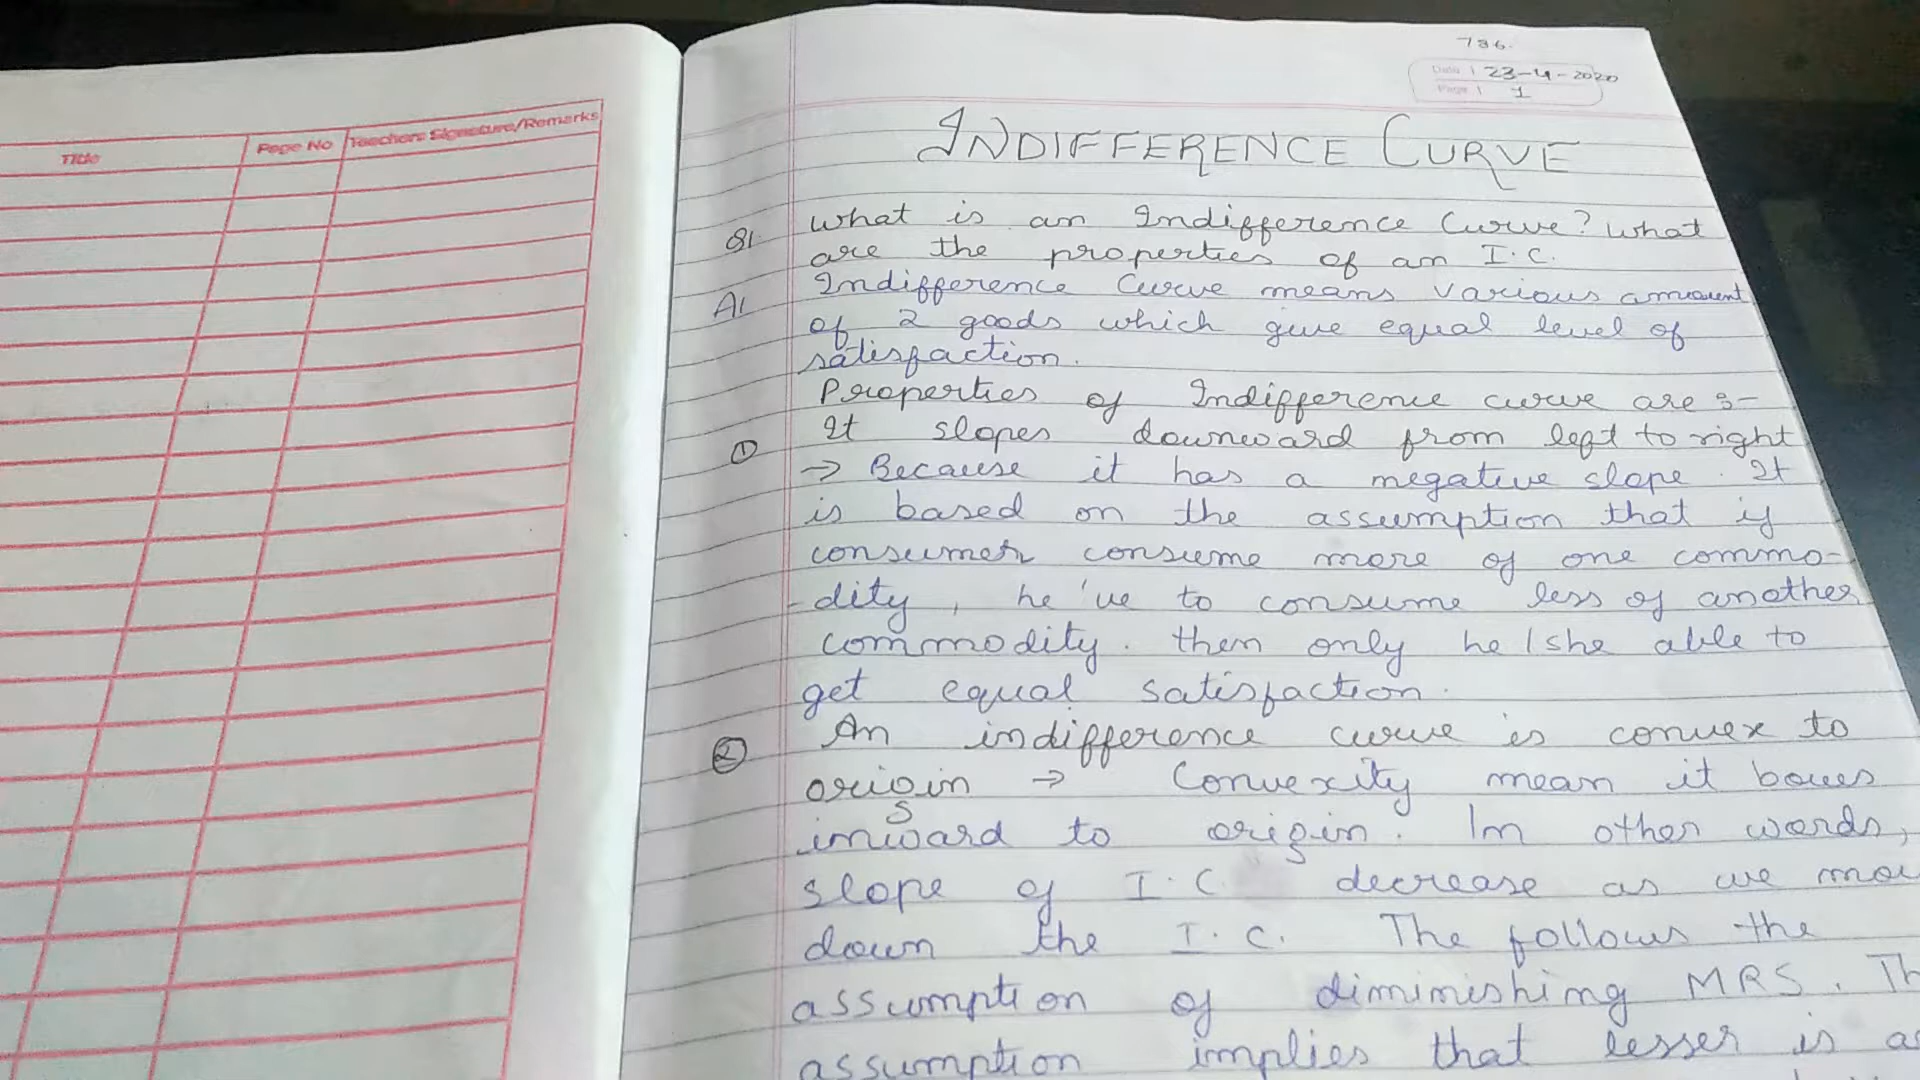 Title
Page No
Teachers Signature/Remarks
786.
Date 23-4-2020
Page 1
INDIFFERENCE CURVE
Q1. What is an Indifference Curve? What
are the properties of an I.C.
A1 Indifference Curve means various amount
of 2 goods which give equal level of
satisfaction.
Properties of Indifference curve are :-
① It slopes downward from left to right
→ Because it has a negative slope. It
is based on the assumption that if
consumer consume more of one commo-
-dity, he 've to consume less of another
commodity. then only he/she able to
get equal satisfaction.
② An indifference curve is convex to
origin → Convexity mean it bows
inward to origin. In other words,
slope of I.C decrease as we
down the I.C. The follows the
assumption of diminishing MRS.
assumption implies that lesser is